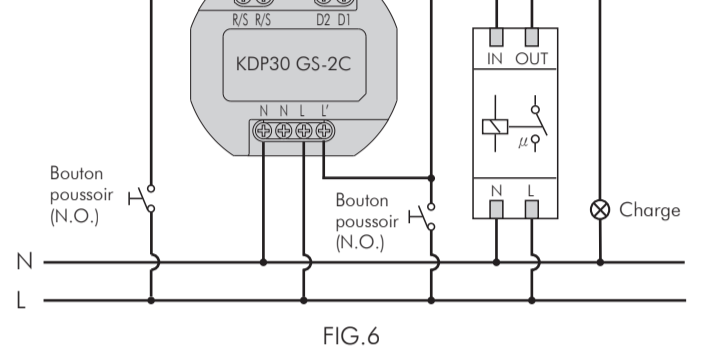 R/S R/S D2 D1
KDP30 GS-2C
IN OUT
N N L L'
µ
Bouton
poussoir
(N.O.)
Bouton
poussoir
(N.O.)
N L
Charge
N
L
FIG.6